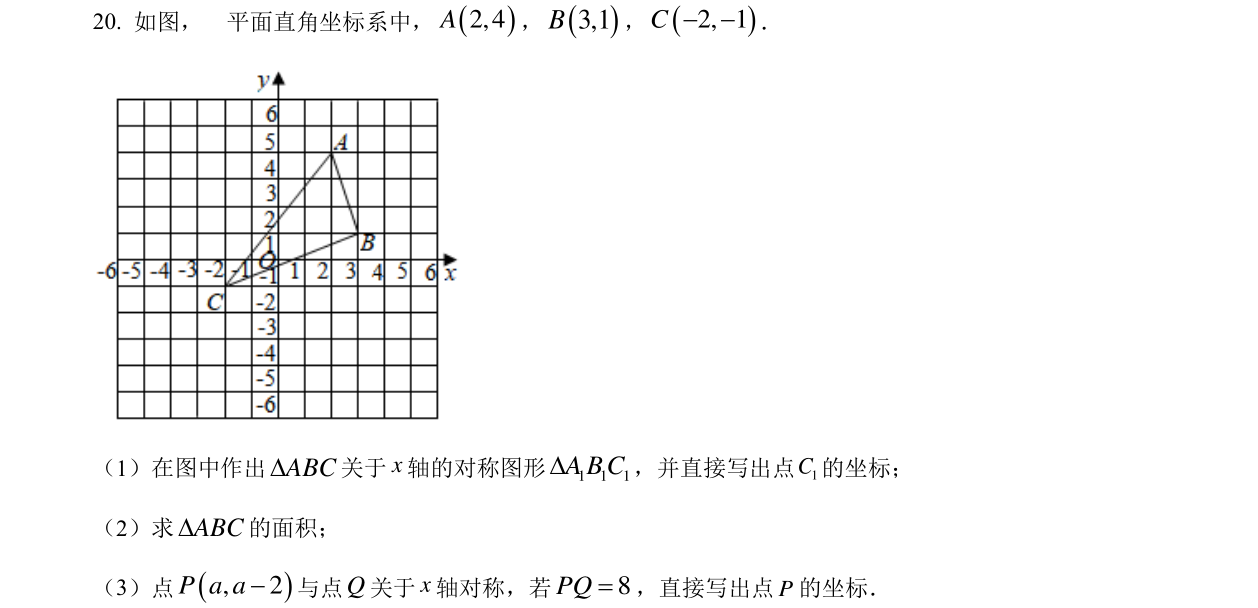 20. 如图， 平面直角坐标系中，A(2,4)，B(3,1)，C(−2,−1)．
y
6
5
A
4
3
2
1
B
O
-6 -5 -4 -3 -2 -1 1 2 3 4 5 6 x
-1
C
-2
-3
-4
-5
-6
（1）在图中作出ΔABC关于x轴的对称图形ΔA₁B₁C₁，并直接写出点C₁的坐标；
（2）求ΔABC的面积；
（3）点P(a,a−2)与点Q关于x轴对称，若PQ=8，直接写出点P的坐标．